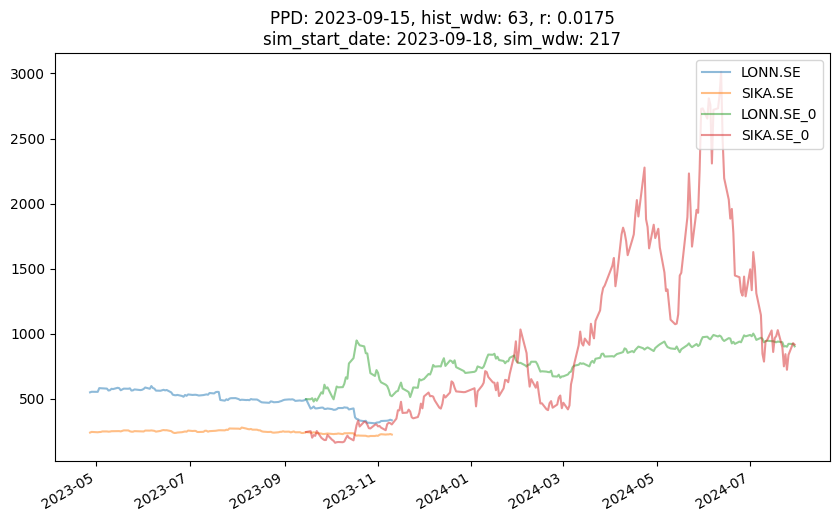 PPD: 2023-09-15, hist_wdw: 63, r: 0.0175
sim_start_date: 2023-09-18, sim_wdw: 217
LONN.SE
SIKA.SE
LONN.SE_0
SIKA.SE_0
3000
2500
2000
1500
1000
500
2023-05
2023-07
2023-09
2023-11
2024-01
2024-03
2024-05
2024-07